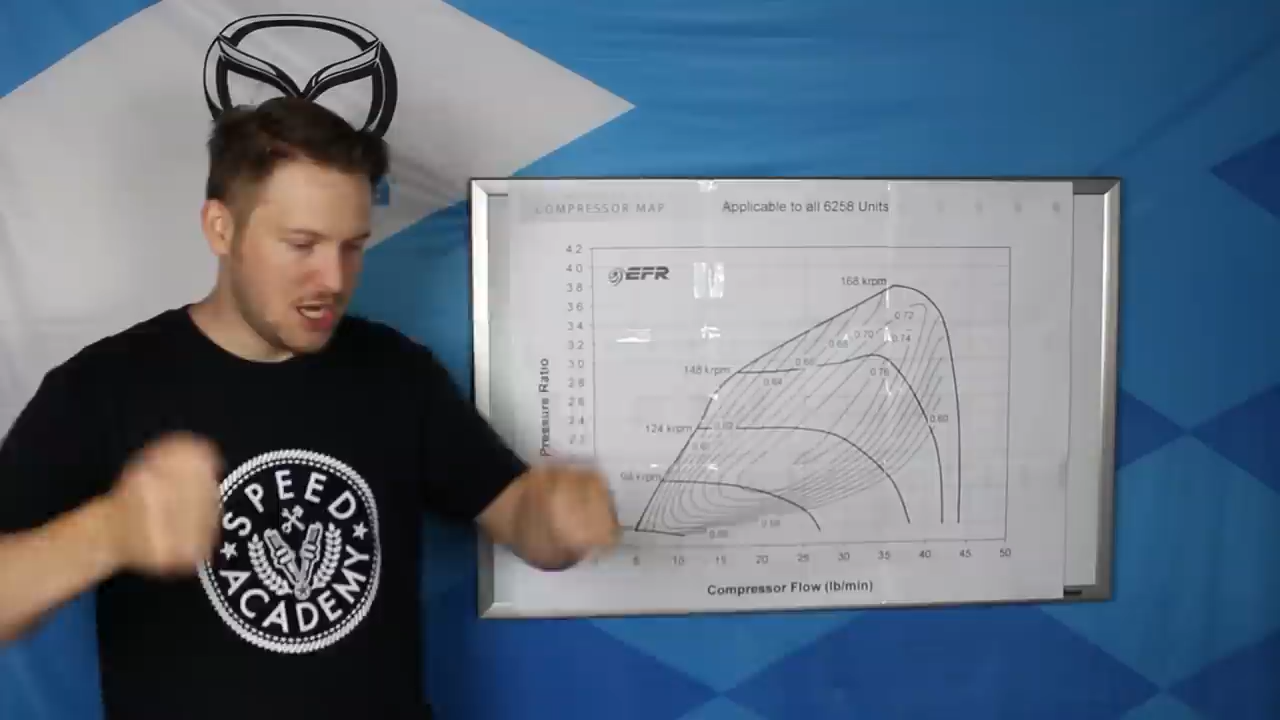 COMPRESSOR MAP
Applicable to all 6258 Units
4.2
4.0
3.8
3.6
3.4
3.2
3.0
2.8
2.6
2.4
2.2
EFR
168 krpm
0.72
0.70
0.74
0.68
0.66
148 krpm
0.64
0.76
0.60
124 krpm
Pressure Ratio
5
10
15
20
25
30
35
40
45
50
Compressor Flow (lb/min)
SPEED
ACADEMY